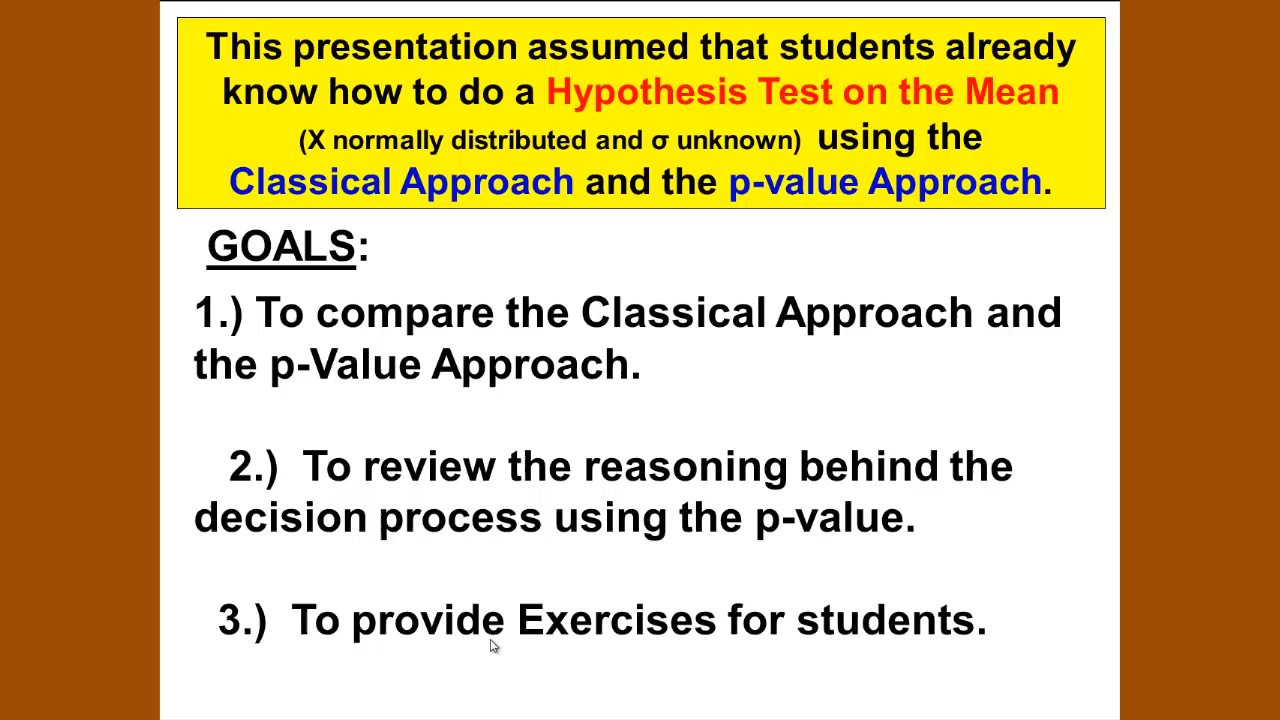 This presentation assumed that students already
know how to do a Hypothesis Test on the Mean
(X normally distributed and σ unknown) using the
Classical Approach and the p-value Approach.
GOALS:
1.) To compare the Classical Approach and
the p-Value Approach.
2.) To review the reasoning behind the
decision process using the p-value.
3.) To provide Exercises for students.